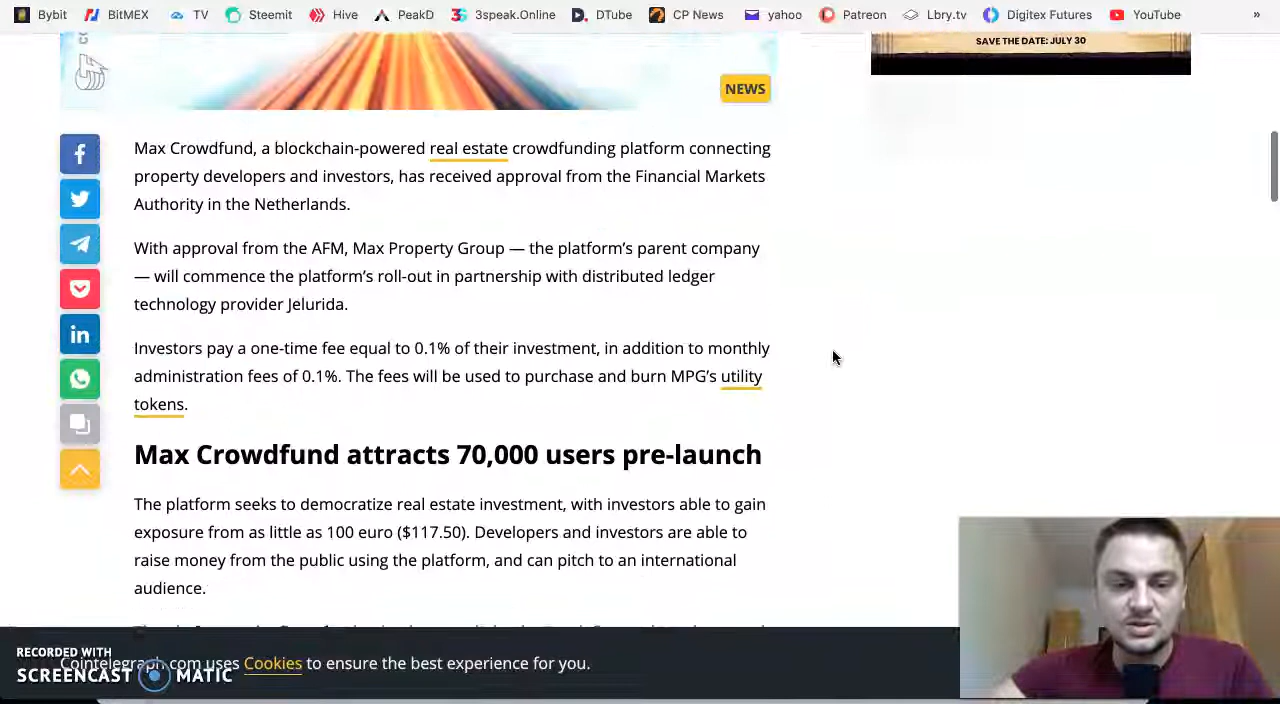 Bybit BitMEX TV Steemit Hive PeakD 3speak.Online DTube CP News yahoo Patreon Lbry.tv Digitex Futures YouTube »
SAVE THE DATE: JULY 30
NEWS
Max Crowdfund, a blockchain-powered real estate crowdfunding platform connecting
property developers and investors, has received approval from the Financial Markets
Authority in the Netherlands.
With approval from the AFM, Max Property Group — the platform’s parent company
— will commence the platform’s roll-out in partnership with distributed ledger
technology provider Jelurida.
Investors pay a one-time fee equal to 0.1% of their investment, in addition to monthly
administration fees of 0.1%. The fees will be used to purchase and burn MPG’s utility
tokens.
Max Crowdfund attracts 70,000 users pre-launch
The platform seeks to democratize real estate investment, with investors able to gain
exposure from as little as 100 euro ($117.50). Developers and investors are able to
raise money from the public using the platform, and can pitch to an international
audience.
Cointelegraph.com uses Cookies to ensure the best experience for you.
RECORDED WITH
SCREENCAST MATIC